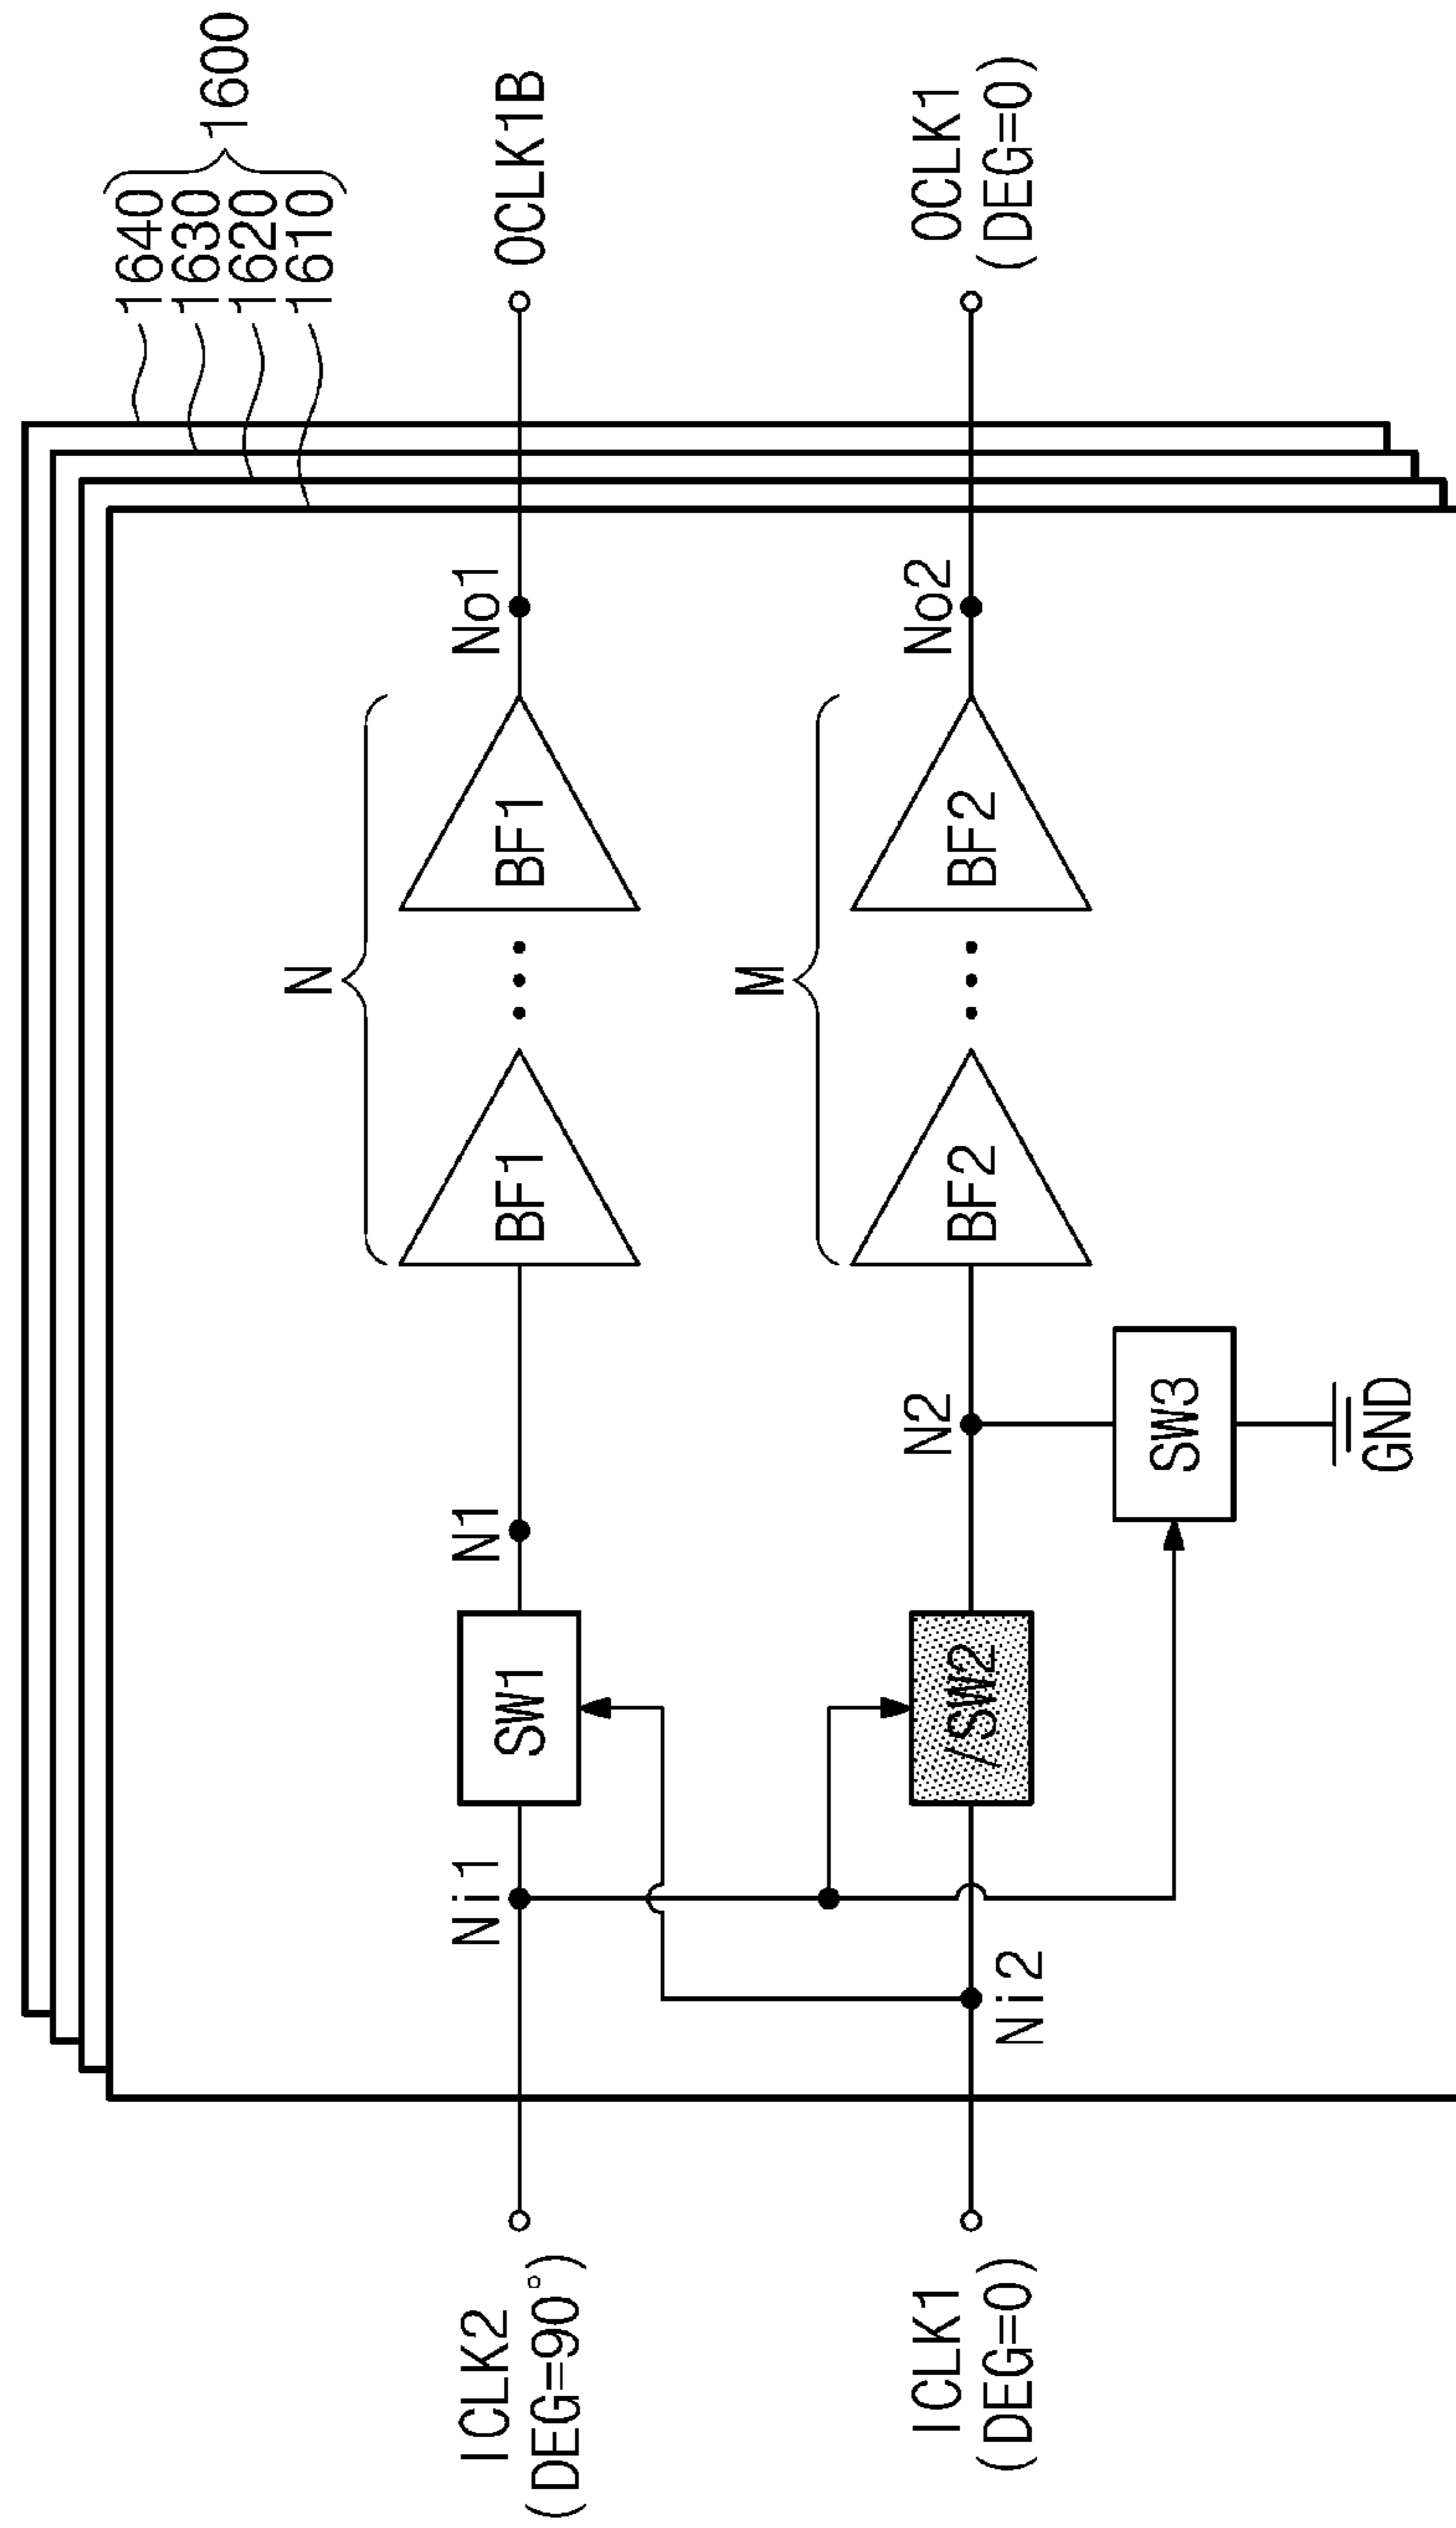 1640
1630
1620
1610
1600
ICLK2
(DEG=90°)
Ni1
SW1
N1
N
BF1
BF1
No1
OCLK1B
ICLK1
(DEG=0)
Ni2
/SW2
N2
M
BF2
BF2
No2
OCLK1
(DEG=0)
SW3
GND